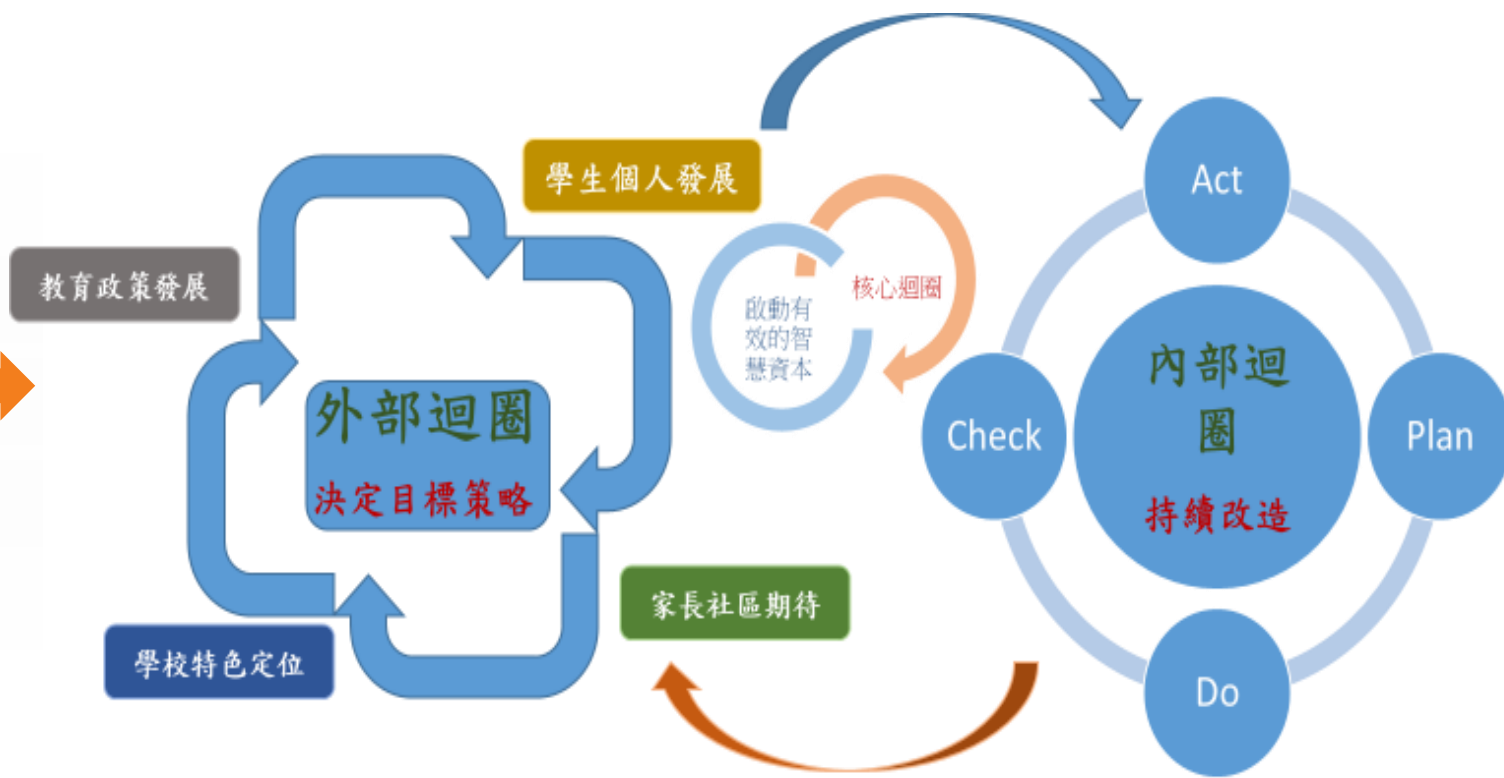 學生個人發展
教育政策發展
外部迴圈
決定目標策略
學校特色定位
家長社區期待
核心迴圈
啟動有
效的智
慧資本
Act
Check
內部迴
圈
持續改造
Plan
Do